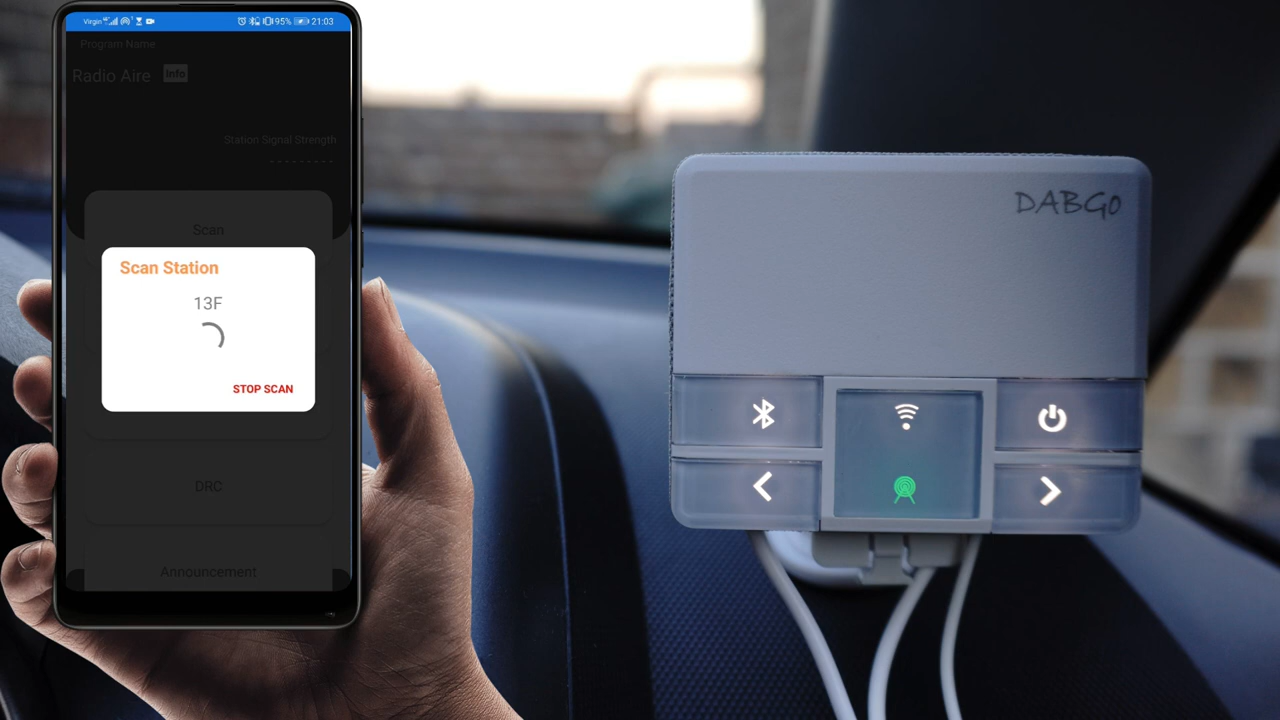 Virgin 95% 21:03
Program Name
Radio Aire Info
Station Signal Strength
Scan
Scan Station
13F
STOP SCAN
DRC
Announcement
DABGO